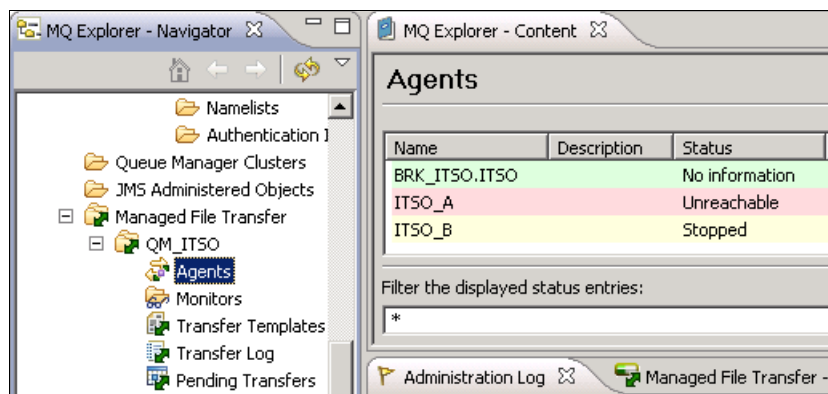 MQ Explorer - Navigator
Namelists
Authentication I
Queue Manager Clusters
JMS Administered Objects
Managed File Transfer
QM_ITSO
Agents
Monitors
Transfer Templates
Transfer Log
Pending Transfers
MQ Explorer - Content
Agents
Name Description Status
BRK_ITSO.ITSO No information
ITSO_A Unreachable
ITSO_B Stopped
Filter the displayed status entries:
*
Administration Log Managed File Transfer -